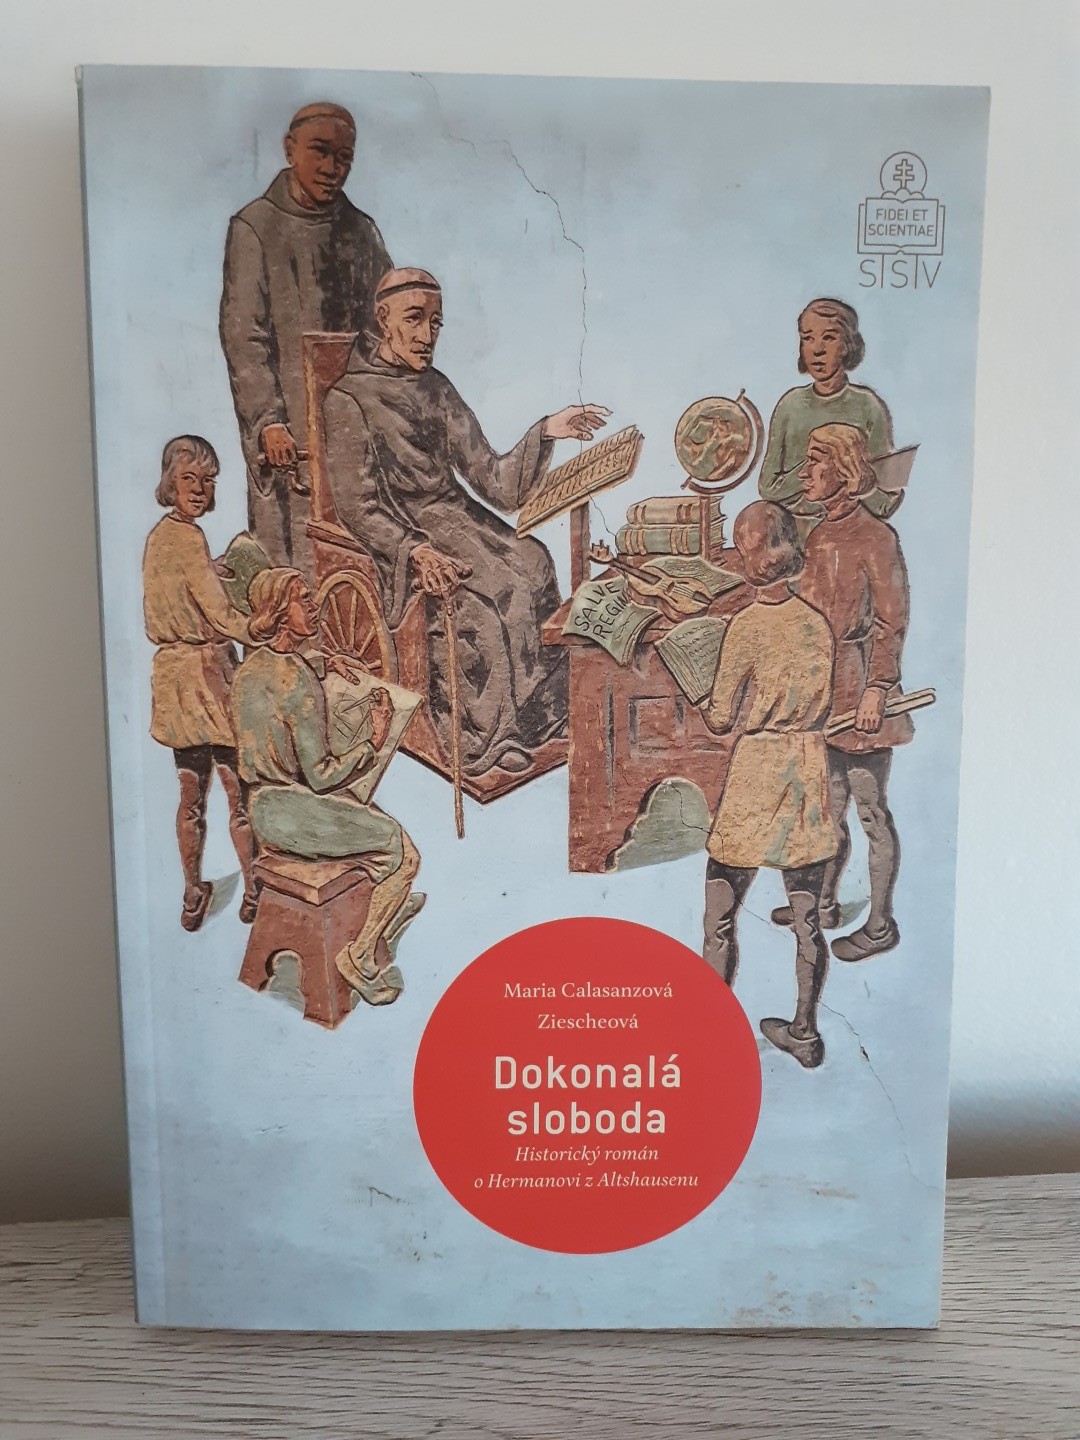 FIDEI ET
SCIENTIAE
SSV
SALVE
REGINA
Maria Calasanzová
Ziescheová
Dokonalá
sloboda
Historický román
o Hermanovi z Altshausenu